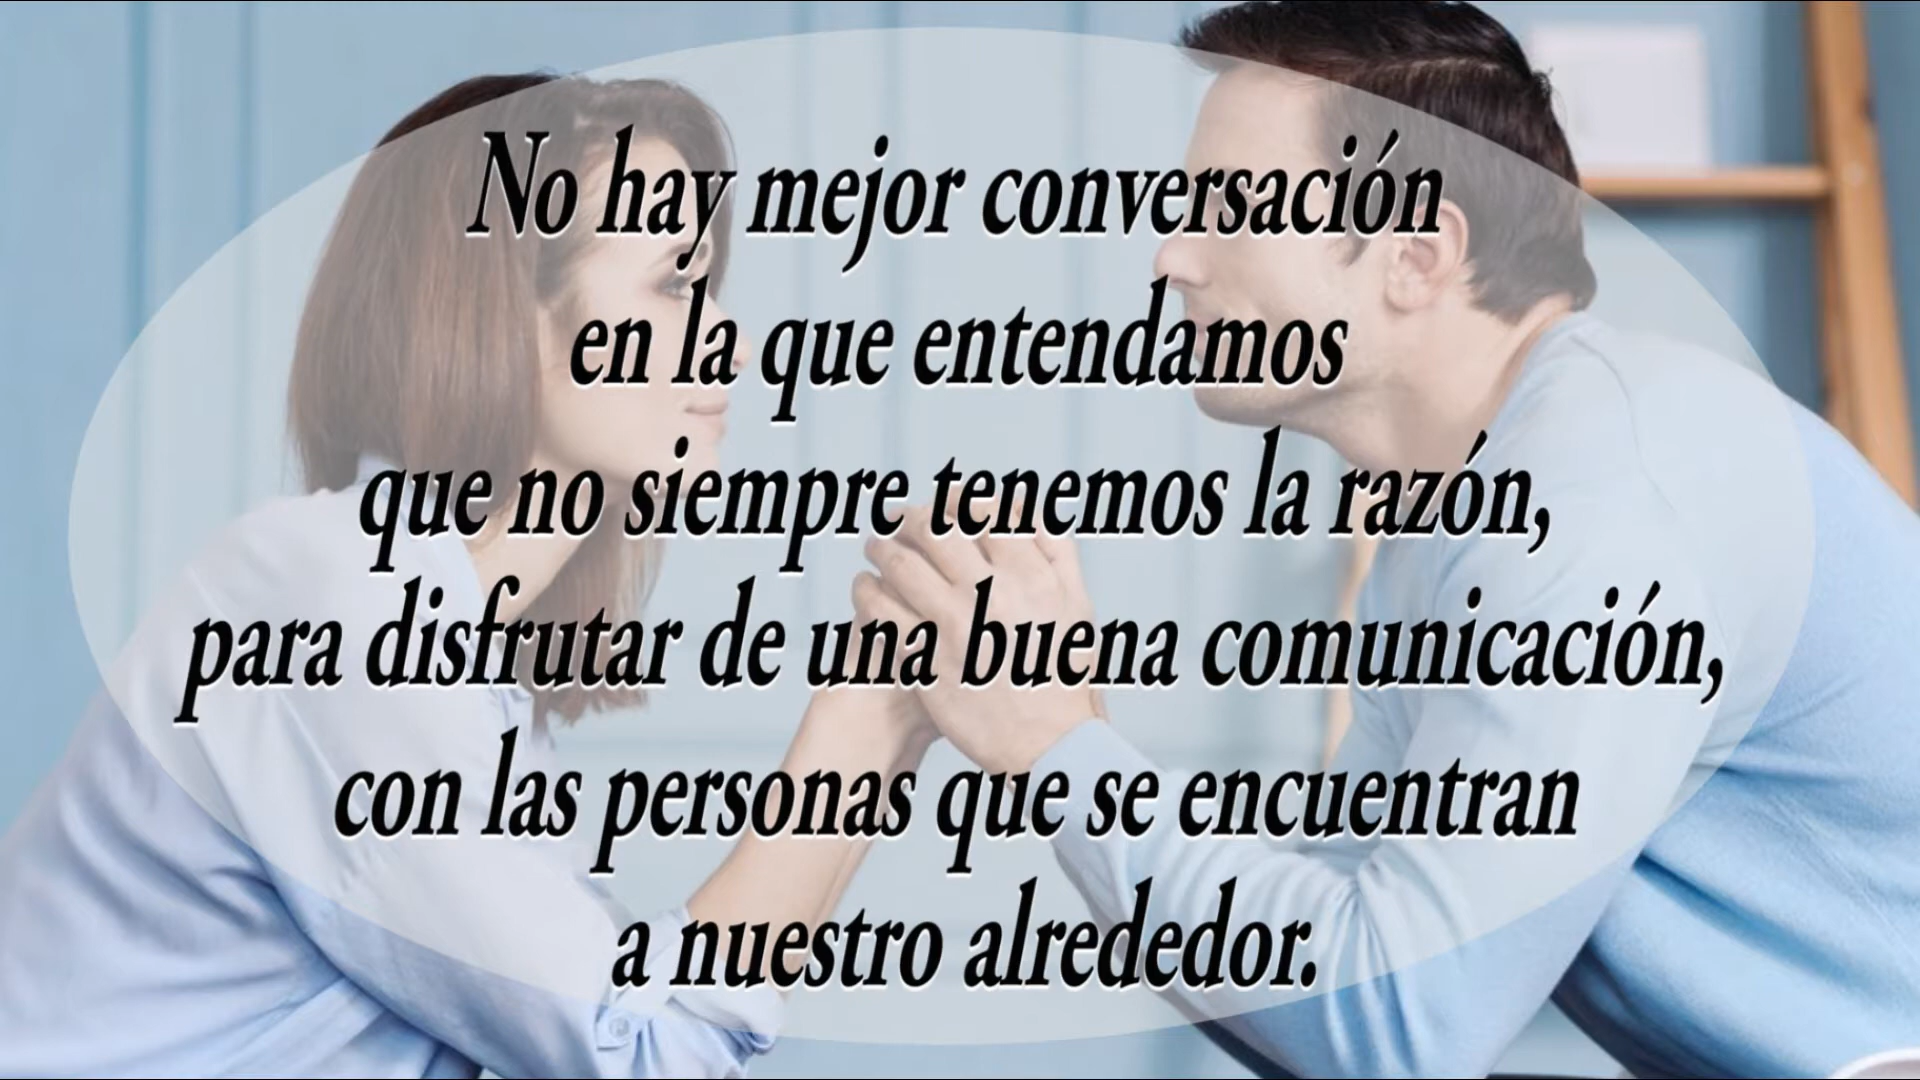 No hay mejor conversación
en la que entendamos
que no siempre tenemos la razón,
para disfrutar de una buena comunicación,
con las personas que se encuentran
a nuestro alrededor.